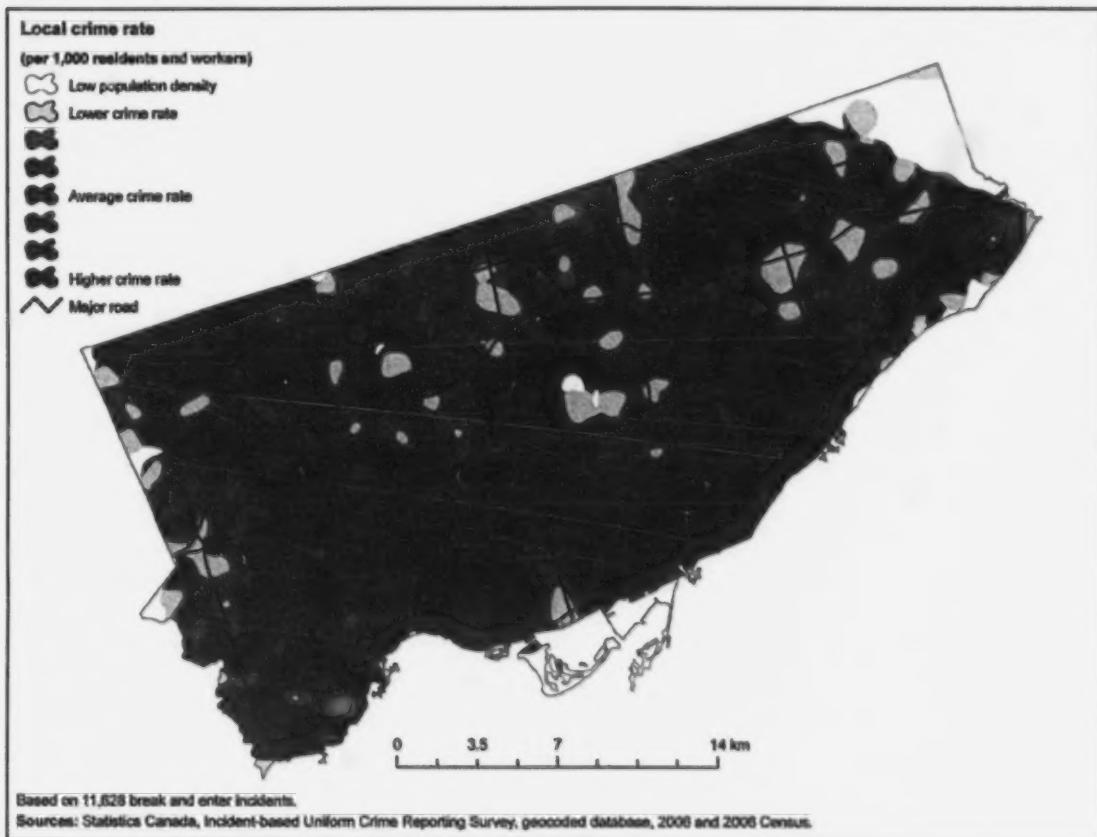 Local crime rate
(per 1,000 residents and workers)
Low population density
Lower crime rate
Average crime rate
Higher crime rate
Major road
0 3.5 7 14 km
Based on 11,628 break and enter incidents.
Sources: Statistics Canada, Incident-based Uniform Crime Reporting Survey, geocoded database, 2006 and 2006 Census.